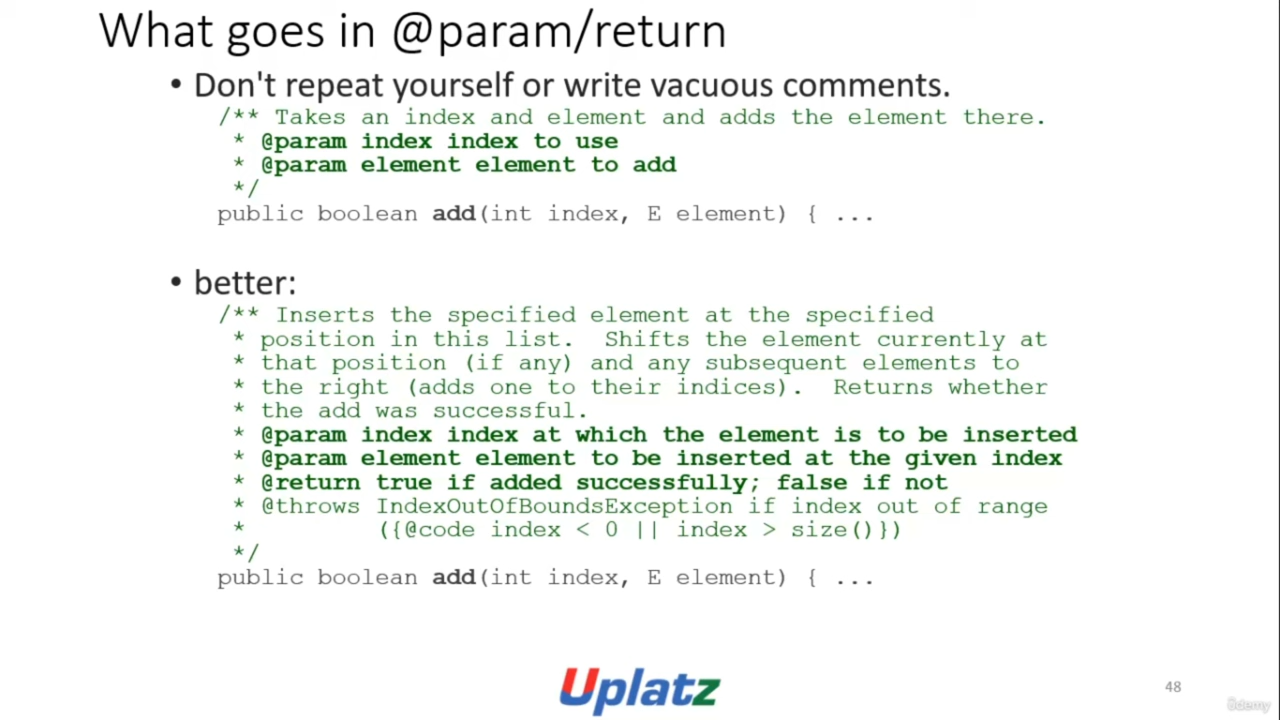 What goes in @param/return
• Don't repeat yourself or write vacuous comments.
/** Takes an index and element and adds the element there.
* @param index index to use
* @param element element to add
*/
public boolean add(int index, E element) { ...
• better:
/** Inserts the specified element at the specified
* position in this list.  Shifts the element currently at
* that position (if any) and any subsequent elements to
* the right (adds one to their indices).  Returns whether
* the add was successful.
* @param index index at which the element is to be inserted
* @param element element to be inserted at the given index
* @return true if added successfully; false if not
* @throws IndexOutOfBoundsException if index out of range
*         ({@code index < 0 || index > size()})
*/
public boolean add(int index, E element) { ...
Uplatz
48
ûdemy